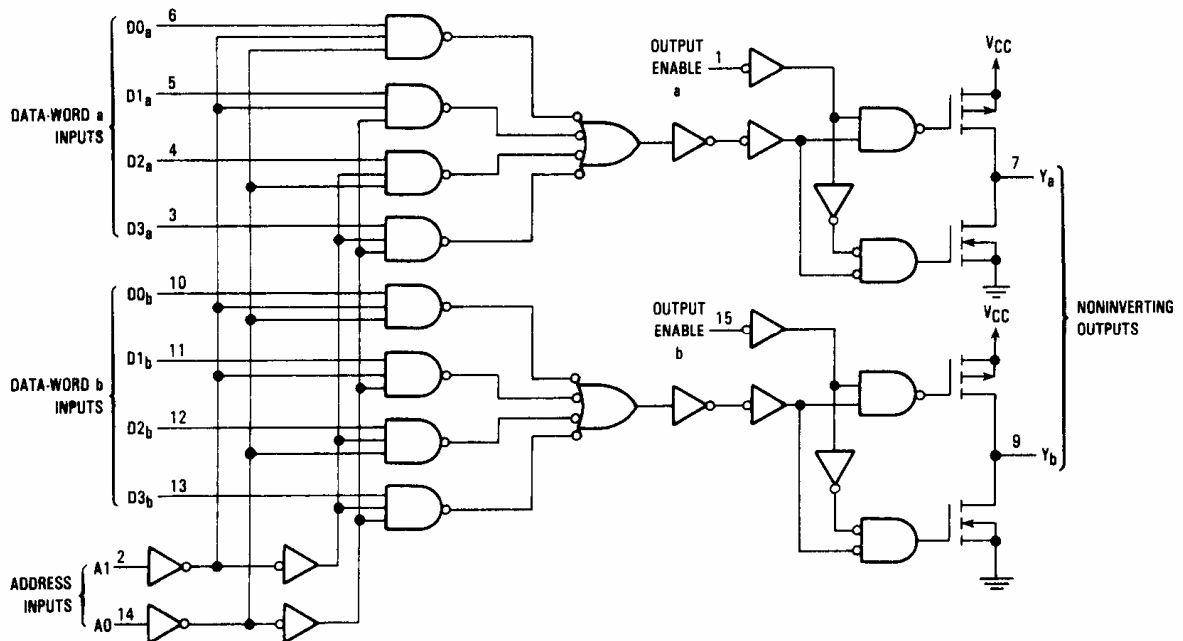 D0a 6
D1a 5
DATA-WORD a
INPUTS
D2a 4
D3a 3
OUTPUT
ENABLE 1
a
VCC
7 Ya
D0b 10
D1b 11
DATA-WORD b
INPUTS
D2b 12
D3b 13
OUTPUT
ENABLE 15
b
VCC
9 Yb
NONINVERTING
OUTPUTS
A1 2
ADDRESS
INPUTS
A0 14